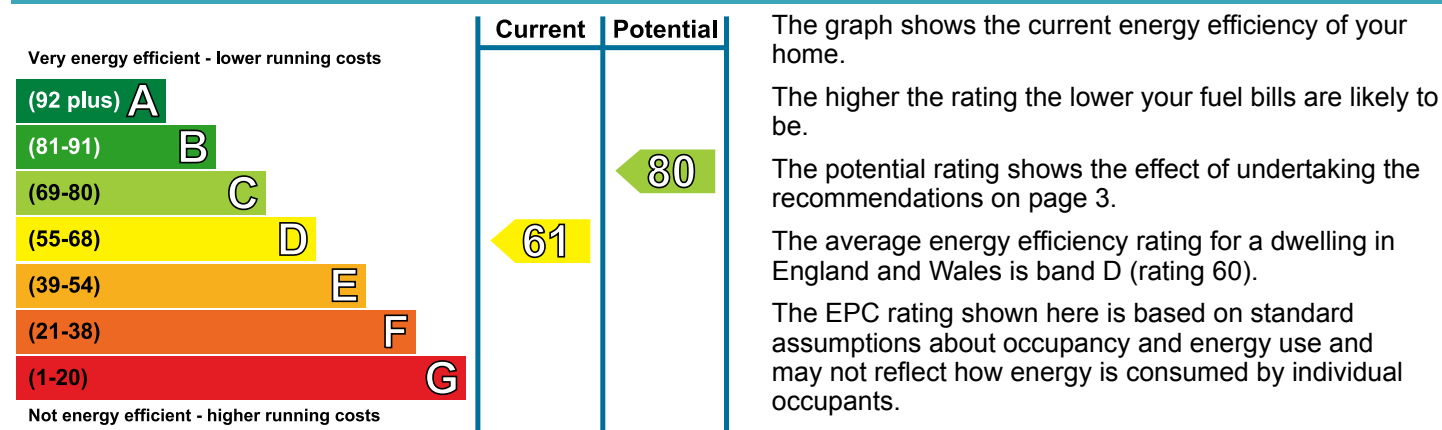 Current Potential
Very energy efficient - lower running costs
(92 plus) A
(81-91) B
(69-80) C
(55-68) D
(39-54) E
(21-38) F
(1-20) G
Not energy efficient - higher running costs
80
61
The graph shows the current energy efficiency of your
home.
The higher the rating the lower your fuel bills are likely to
be.
The potential rating shows the effect of undertaking the
recommendations on page 3.
The average energy efficiency rating for a dwelling in
England and Wales is band D (rating 60).
The EPC rating shown here is based on standard
assumptions about occupancy and energy use and
may not reflect how energy is consumed by individual
occupants.